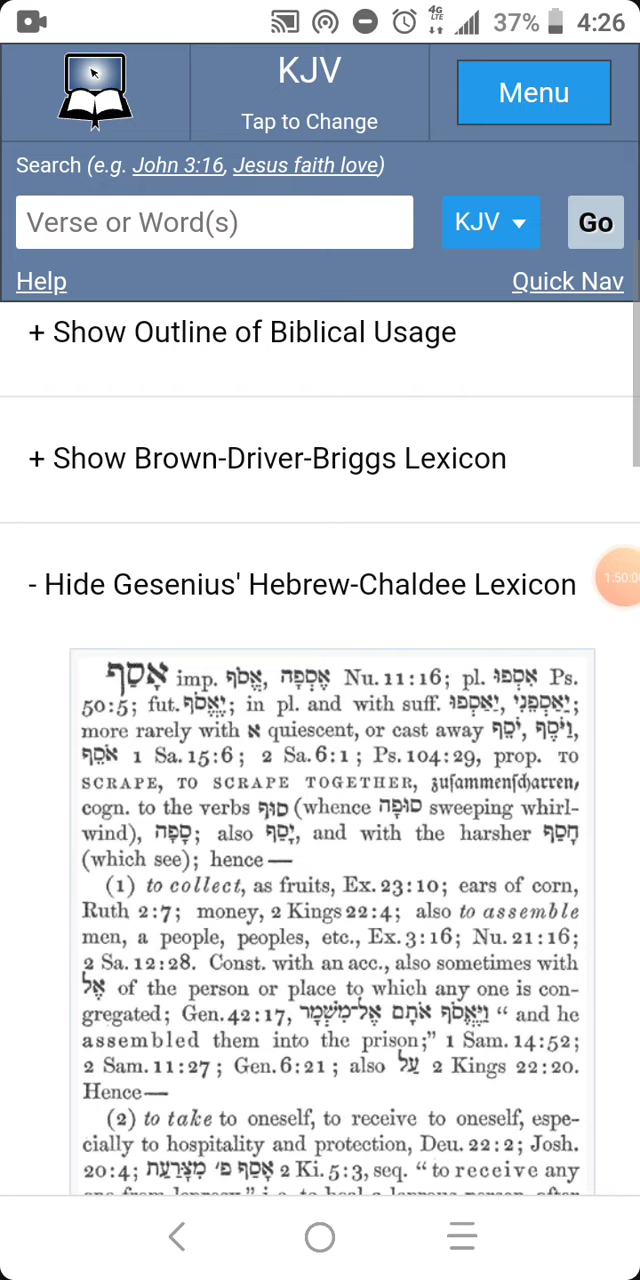 4G
LTE
37%
4:26
KJV
Tap to Change
Menu
Search (e.g. John 3:16, Jesus faith love)
Verse or Word(s)
KJV
Go
Help
Quick Nav
+ Show Outline of Biblical Usage
+ Show Brown-Driver-Briggs Lexicon
- Hide Gesenius' Hebrew-Chaldee Lexicon
1:50:0
אָסַף imp. אֱסֹף, אֶסְפָה Nu. 11:16; pl. אִסְפוּ Ps.
50:5; fut. יֶאֱסֹף; in pl. and with suff. יַאַסְפוּ, יַאַסְפֵנִי;
more rarely with א quiescent, or cast away יֹסֵף, וַיֹּסֶף,
אֹסֵף 1 Sa. 15:6; 2 Sa. 6:1; Ps. 104:29, prop. TO
SCRAPE, TO SCRAPE TOGETHER, zusammenscharren,
cogn. to the verbs סוּף (whence סוּפָה sweeping whirl-
wind), סָפָה; also יָסַף, and with the harsher חָסַף
(which see); hence—
(1) to collect, as fruits, Ex. 23:10; ears of corn,
Ruth 2:7; money, 2 Kings 22:4; also to assemble
men, a people, peoples, etc., Ex. 3:16; Nu. 21:16;
2 Sa. 12:28. Const. with an acc., also sometimes with
אֶל of the person or place to which any one is con-
gregated; Gen. 42:17, וַיֶּאֱסֹף אֹתָם אֶל־מִשְׁמָר “and he
assembled them into the prison;” 1 Sam. 14:52;
2 Sam. 11:27; Gen. 6:21; also עַל 2 Kings 22:20.
Hence—
(2) to take to oneself, to receive to oneself, espe-
cially to hospitality and protection, Deu. 22:2; Josh.
20:4; אָסַף פ׳ מִצָּרַעַת 2 Ki. 5:3, seq. “to receive any